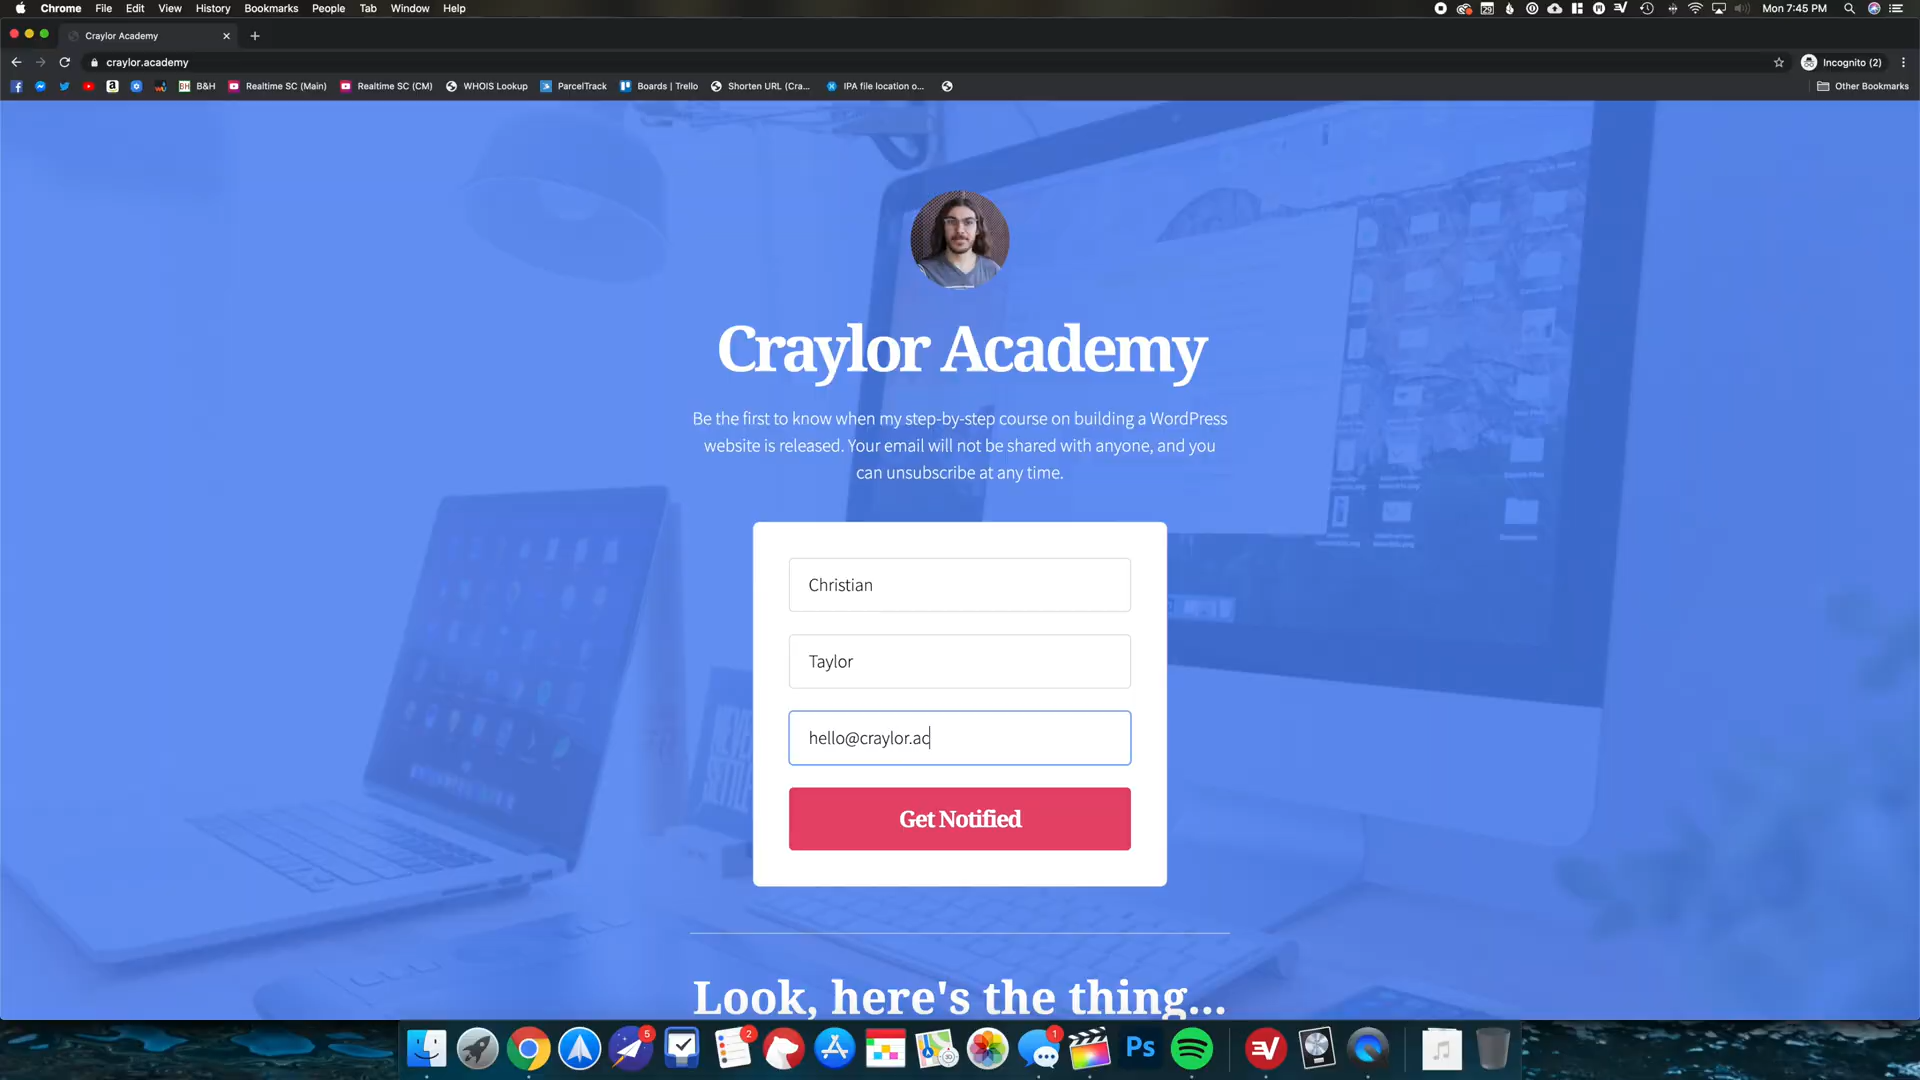 Chrome File Edit View History Bookmarks People Tab Window Help
Mon 7:45 PM
Craylor Academy
craylor.academy
Incognito (2)
B&H Realtime SC (Main) Realtime SC (CM) WHOIS Lookup ParcelTrack Boards | Trello Shorten URL (Cra... IPA file location o... Other Bookmarks
Craylor Academy
Be the first to know when my step-by-step course on building a WordPress
website is released. Your email will not be shared with anyone, and you
can unsubscribe at any time.
Christian
Taylor
hello@craylor.ac
Get Notified
Look, here's the thing...
5
2
1
Ps